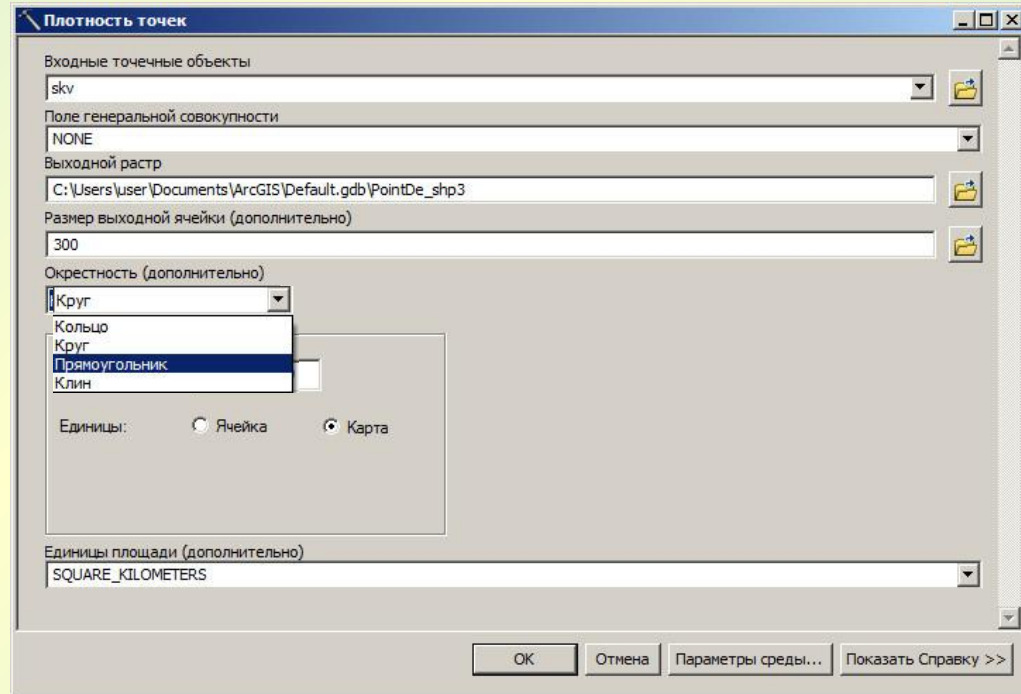 Плотность точек
Входные точечные объекты
skv
Поле генеральной совокупности
NONE
Выходной растр
C:\Users\user\Documents\ArcGIS\Default.gdb\PointDe_shp3
Размер выходной ячейки (дополнительно)
300
Окрестность (дополнительно)
Круг
Кольцо
Круг
Прямоугольник
Клин
Единицы: Ячейка Карта
Единицы площади (дополнительно)
SQUARE_KILOMETERS
OK Отмена Параметры среды... Показать Справку >>